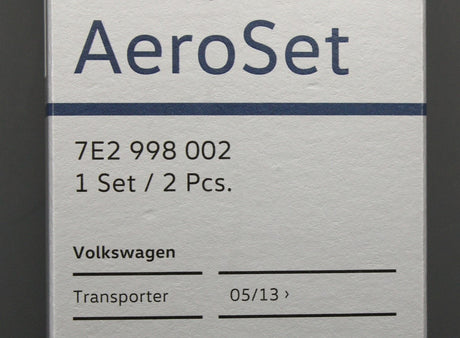 AeroSet
7E2 998 002
1 Set / 2 Pcs.
Volkswagen
Transporter 05/13 ›